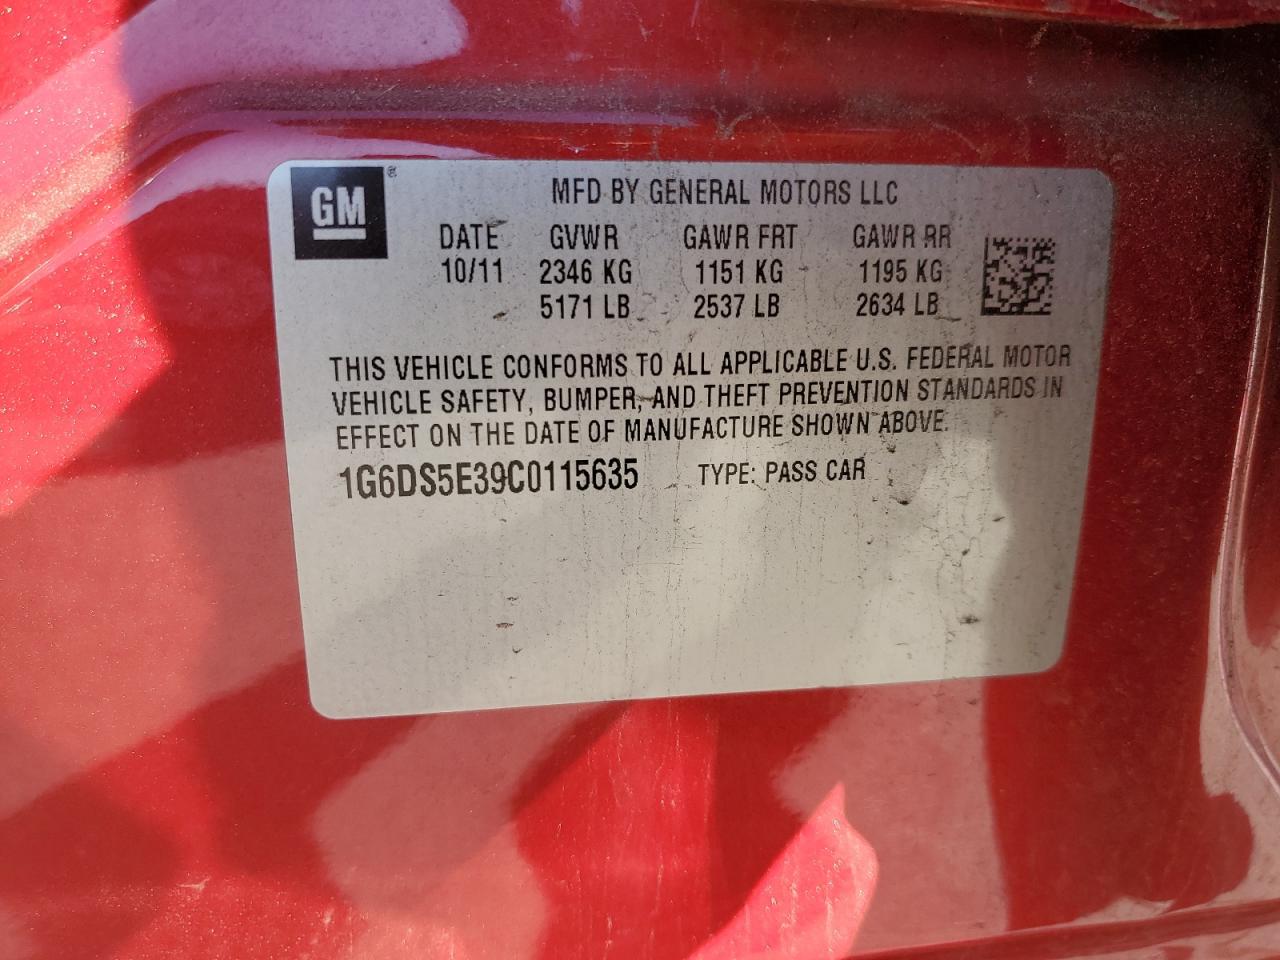 GM ®
MFD BY GENERAL MOTORS LLC
DATE GVWR GAWR FRT GAWR RR
10/11 2346 KG 1151 KG 1195 KG
5171 LB 2537 LB 2634 LB
THIS VEHICLE CONFORMS TO ALL APPLICABLE U.S. FEDERAL MOTOR
VEHICLE SAFETY, BUMPER, AND THEFT PREVENTION STANDARDS IN
EFFECT ON THE DATE OF MANUFACTURE SHOWN ABOVE.
1G6DS5E39C0115635 TYPE: PASS CAR